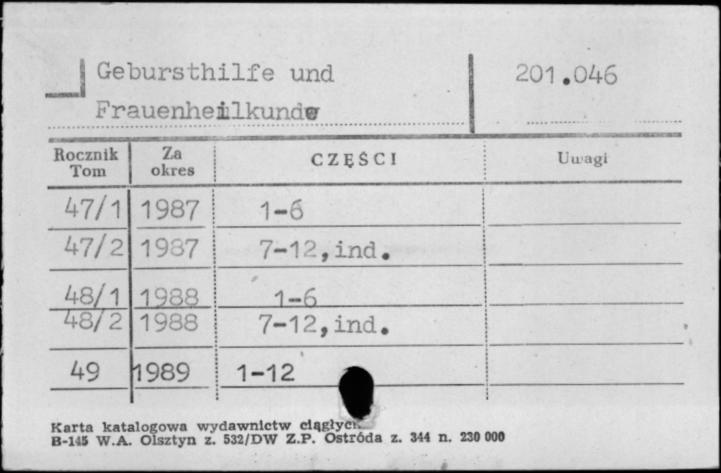 Geburtshilfe und
Frauenheilkunde
201.046
Rocznik Tom Za okres CZĘŚCI Uwagi
47/1 1987 1-6
47/2 1987 7-12,ind.
48/1 1988 1-6
48/2 1988 7-12,ind.
49 1989 1-12
Karta katalogowa wydawnictw ciągłych
B-145 W.A. Olsztyn z. 532/DW Z.P. Ostróda z. 344 n. 230 000